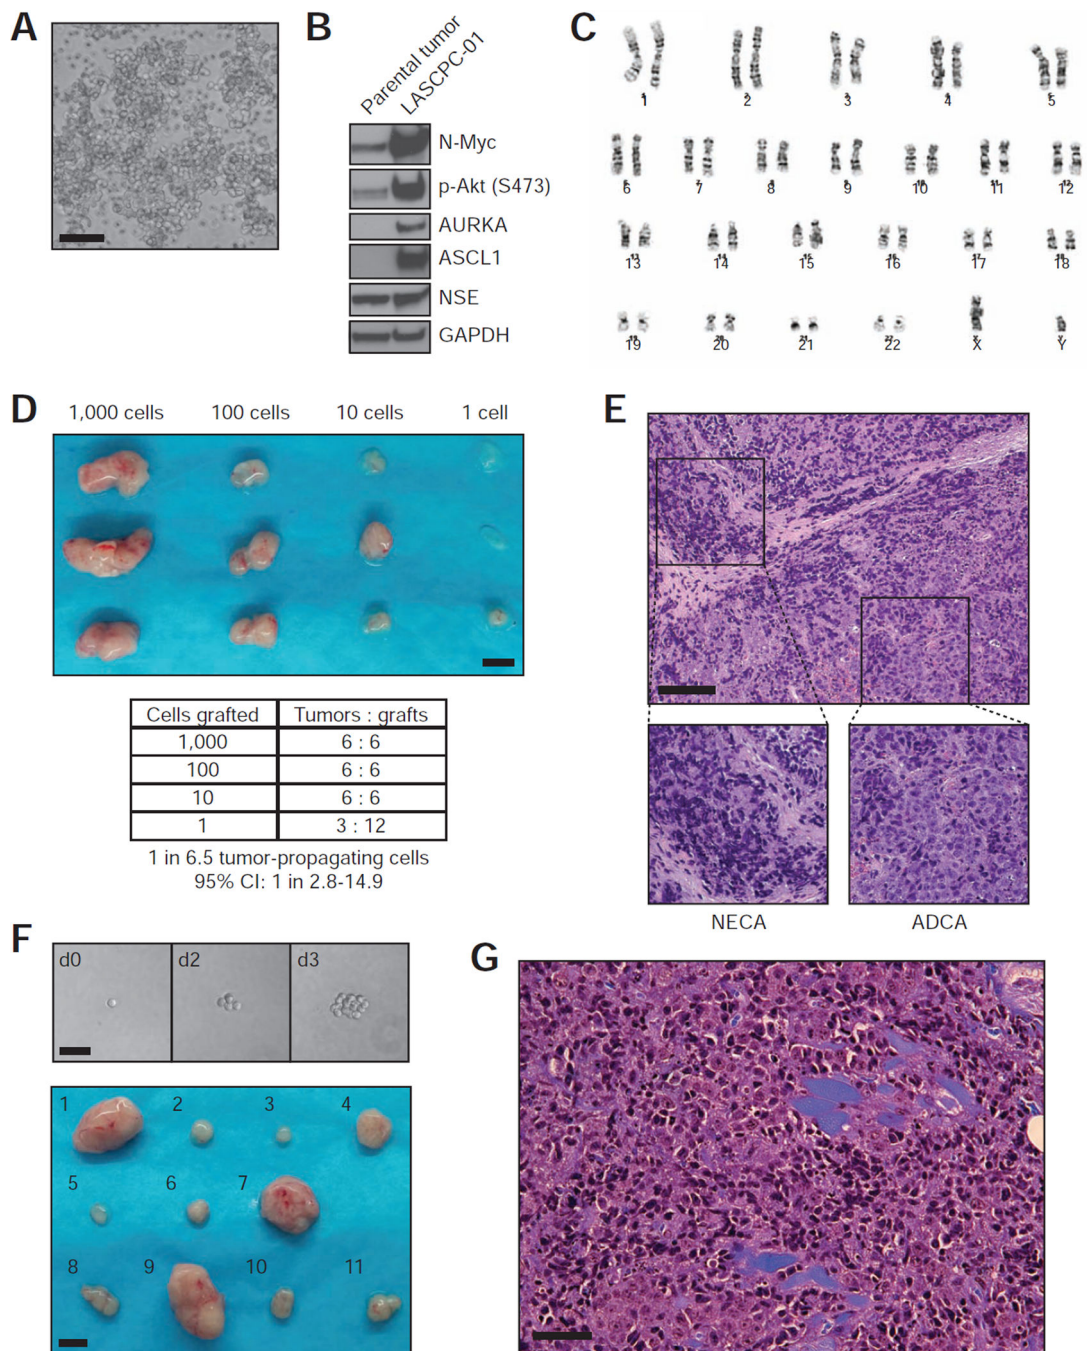 A
B
Parental tumor
LASCPC-01
N-Myc
p-Akt (S473)
AURKA
ASCL1
NSE
GAPDH
C
1 2 3 4 5
6 7 8 9 10 11 12
13 14 15 16 17 18
19 20 21 22 X Y
D
1,000 cells 100 cells 10 cells 1 cell
Cells grafted Tumors : grafts
1,000 6 : 6
100 6 : 6
10 6 : 6
1 3 : 12
1 in 6.5 tumor-propagating cells
95% CI: 1 in 2.8-14.9
E
NECA ADCA
F
d0 d2 d3
1 2 3 4
5 6 7
8 9 10 11
G